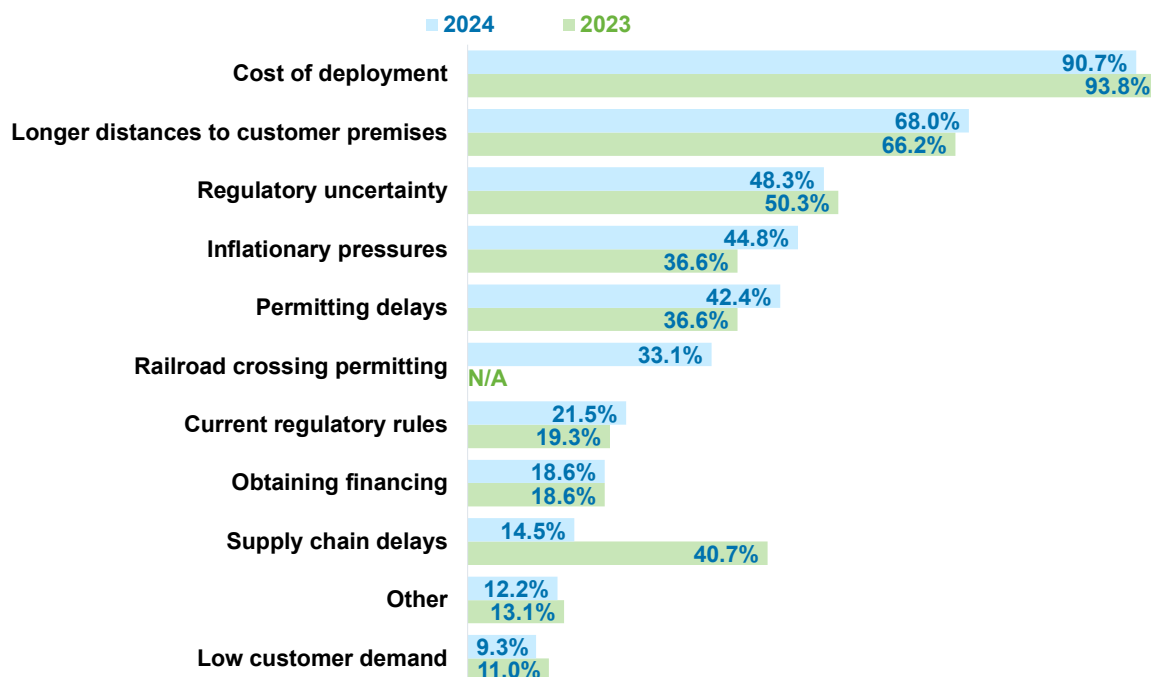 2024 2023
Cost of deployment
90.7%
93.8%
Longer distances to customer premises
68.0%
66.2%
Regulatory uncertainty
48.3%
50.3%
Inflationary pressures
44.8%
36.6%
Permitting delays
42.4%
36.6%
Railroad crossing permitting
33.1%
N/A
Current regulatory rules
21.5%
19.3%
Obtaining financing
18.6%
18.6%
Supply chain delays
14.5%
40.7%
Other
12.2%
13.1%
Low customer demand
9.3%
11.0%